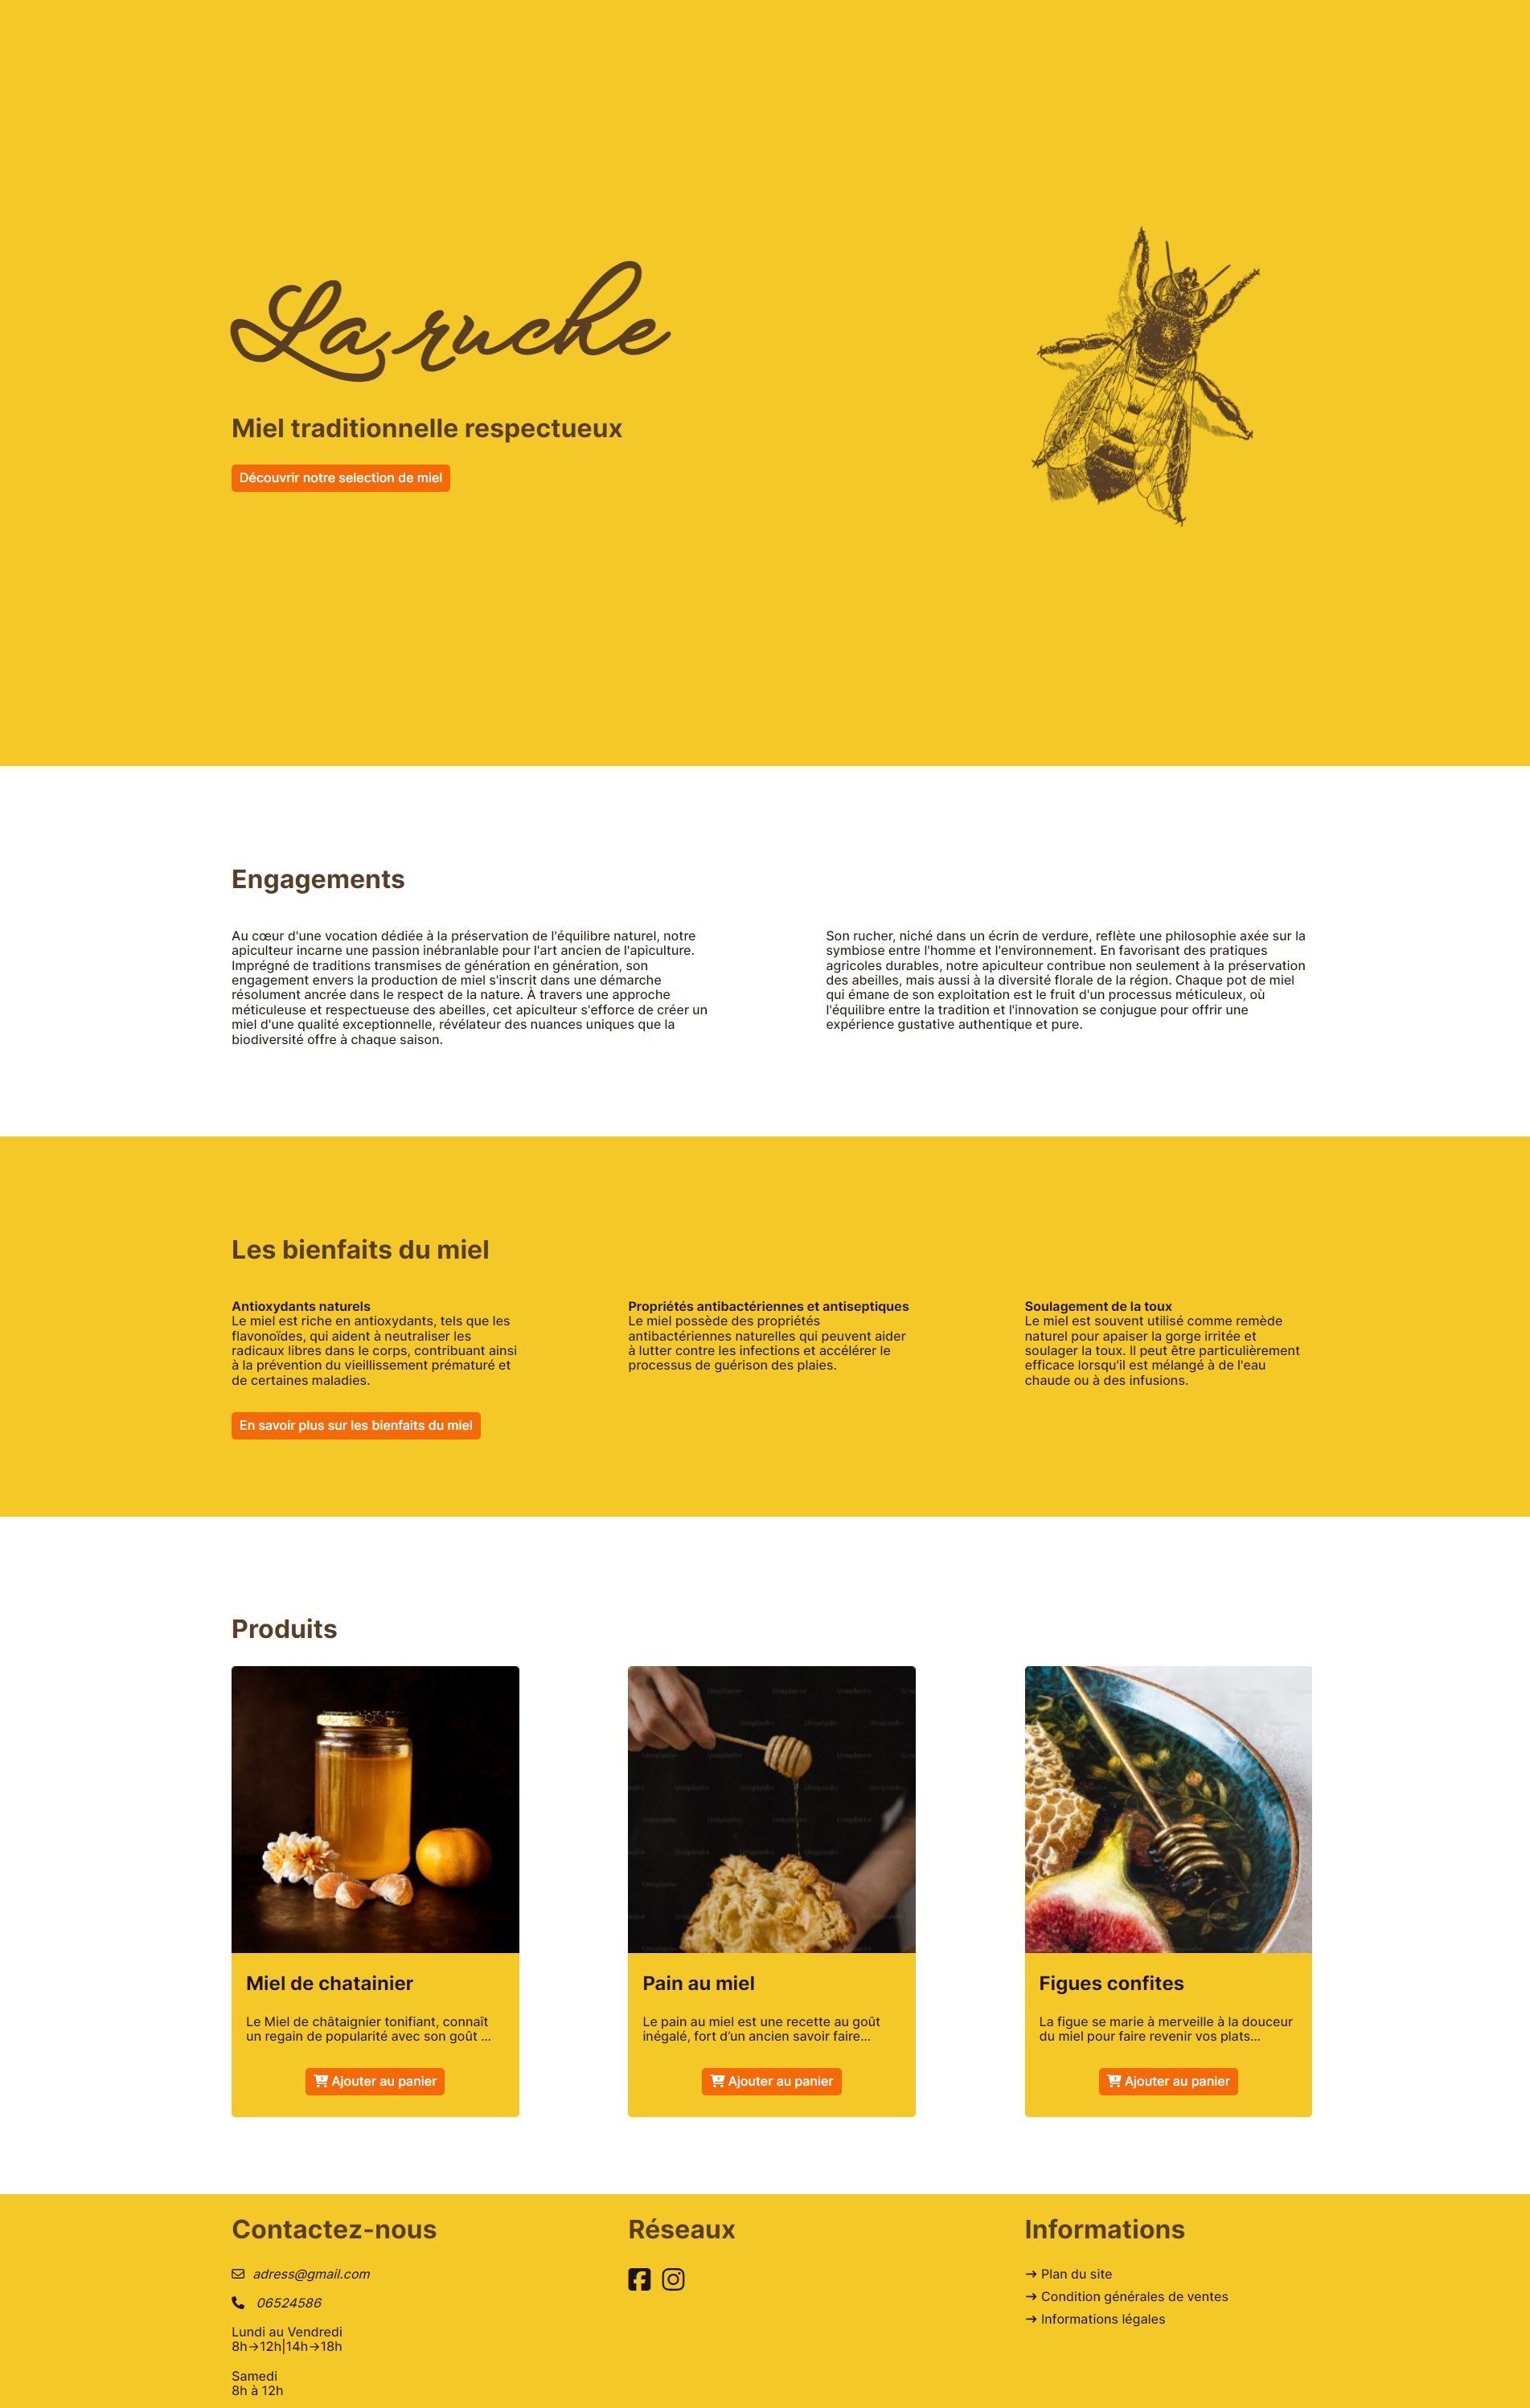 La ruche
Miel traditionnelle respectueux
Découvrir notre selection de miel
Engagements
Au cœur d'une vocation dédiée à la préservation de l'équilibre naturel, notre
apiculteur incarne une passion inébranlable pour l'art ancien de l'apiculture.
Imprégné de traditions transmises de génération en génération, son
engagement envers la production de miel s'inscrit dans une démarche
résolument ancrée dans le respect de la nature. À travers une approche
méticuleuse et respectueuse des abeilles, cet apiculteur s'efforce de créer un
miel d'une qualité exceptionnelle, révélateur des nuances uniques que la
biodiversité offre à chaque saison.
Son rucher, niché dans un écrin de verdure, reflète une philosophie axée sur la
symbiose entre l'homme et l'environnement. En favorisant des pratiques
agricoles durables, notre apiculteur contribue non seulement à la préservation
des abeilles, mais aussi à la diversité florale de la région. Chaque pot de miel
qui émane de son exploitation est le fruit d'un processus méticuleux, où
l'équilibre entre la tradition et l'innovation se conjugue pour offrir une
expérience gustative authentique et pure.
Les bienfaits du miel
Antioxydants naturels
Le miel est riche en antioxydants, tels que les
flavonoïdes, qui aident à neutraliser les
radicaux libres dans le corps, contribuant ainsi
à la prévention du vieillissement prématuré et
de certaines maladies.
Propriétés antibactériennes et antiseptiques
Le miel possède des propriétés
antibactériennes naturelles qui peuvent aider
à lutter contre les infections et accélérer le
processus de guérison des plaies.
Soulagement de la toux
Le miel est souvent utilisé comme remède
naturel pour apaiser la gorge irritée et
soulager la toux. Il peut être particulièrement
efficace lorsqu'il est mélangé à de l'eau
chaude ou à des infusions.
En savoir plus sur les bienfaits du miel
Produits
Miel de chatainier
Le Miel de châtaignier tonifiant, connaît
un regain de popularité avec son goût ...
Ajouter au panier
Pain au miel
Le pain au miel est une recette au goût
inégalé, fort d'un ancien savoir faire...
Ajouter au panier
Figues confites
La figue se marie à merveille à la douceur
du miel pour faire revenir vos plats...
Ajouter au panier
Contactez-nous
adress@gmail.com
06524586
Lundi au Vendredi
8h→12h|14h→18h
Samedi
8h à 12h
Réseaux
Informations
→ Plan du site
→ Condition générales de ventes
→ Informations légales